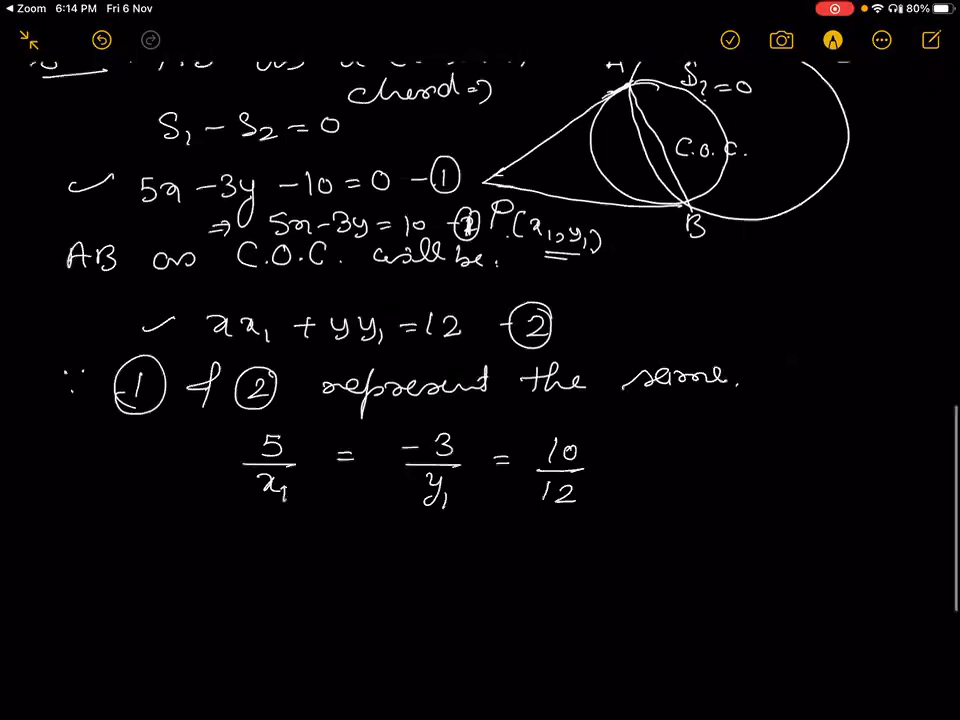 Zoom 6:14 PM Fri 6 Nov 80%
chord ⇒
S₂ = 0
S₁ - S₂ = 0
C.O.C.
5x - 3y - 10 = 0 - ①
⇒ 5x - 3y = 10 - ①
P(x₁, y₁)
B
AB as C.O.C. will be.
xx₁ + yy₁ = 12 - ②
∵ ① & ② represent the same.
5/x₁ = -3/y₁ = 10/12